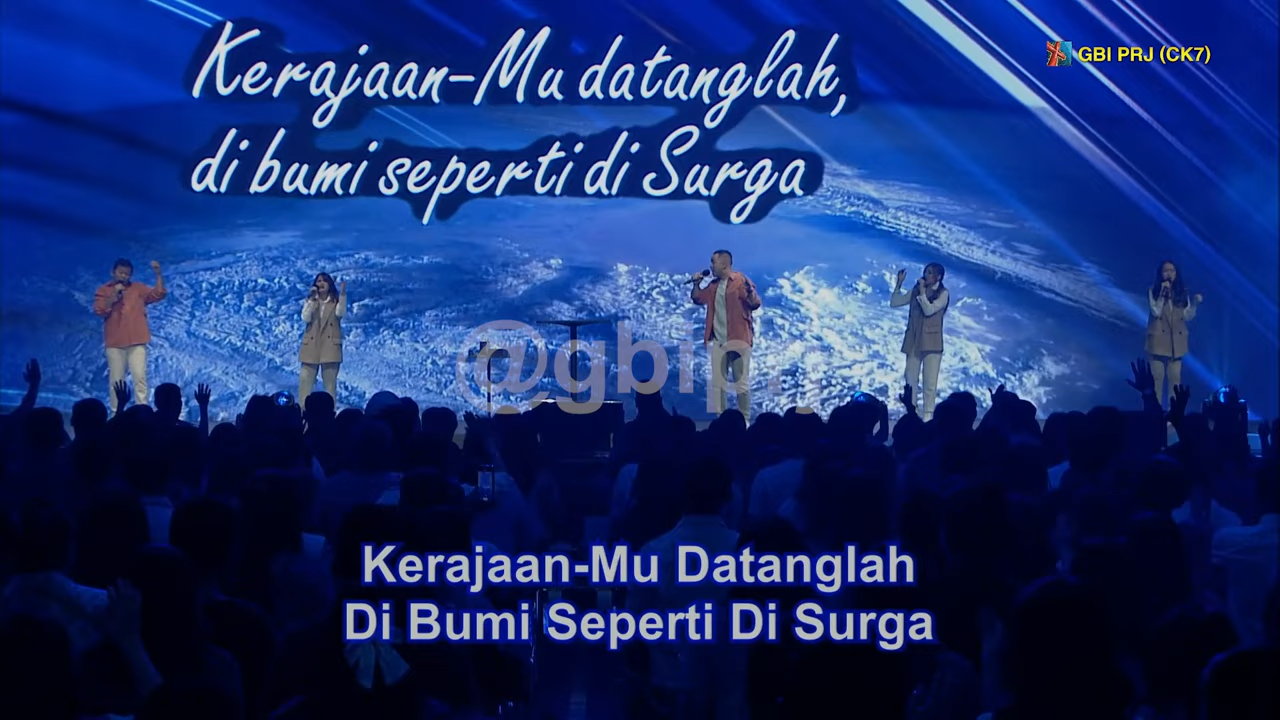 Kerajaan-Mu datanglah,
di bumi seperti di Surga
GBI PRJ (CK7)
@gbiprj
Kerajaan-Mu Datanglah
Di Bumi Seperti Di Surga